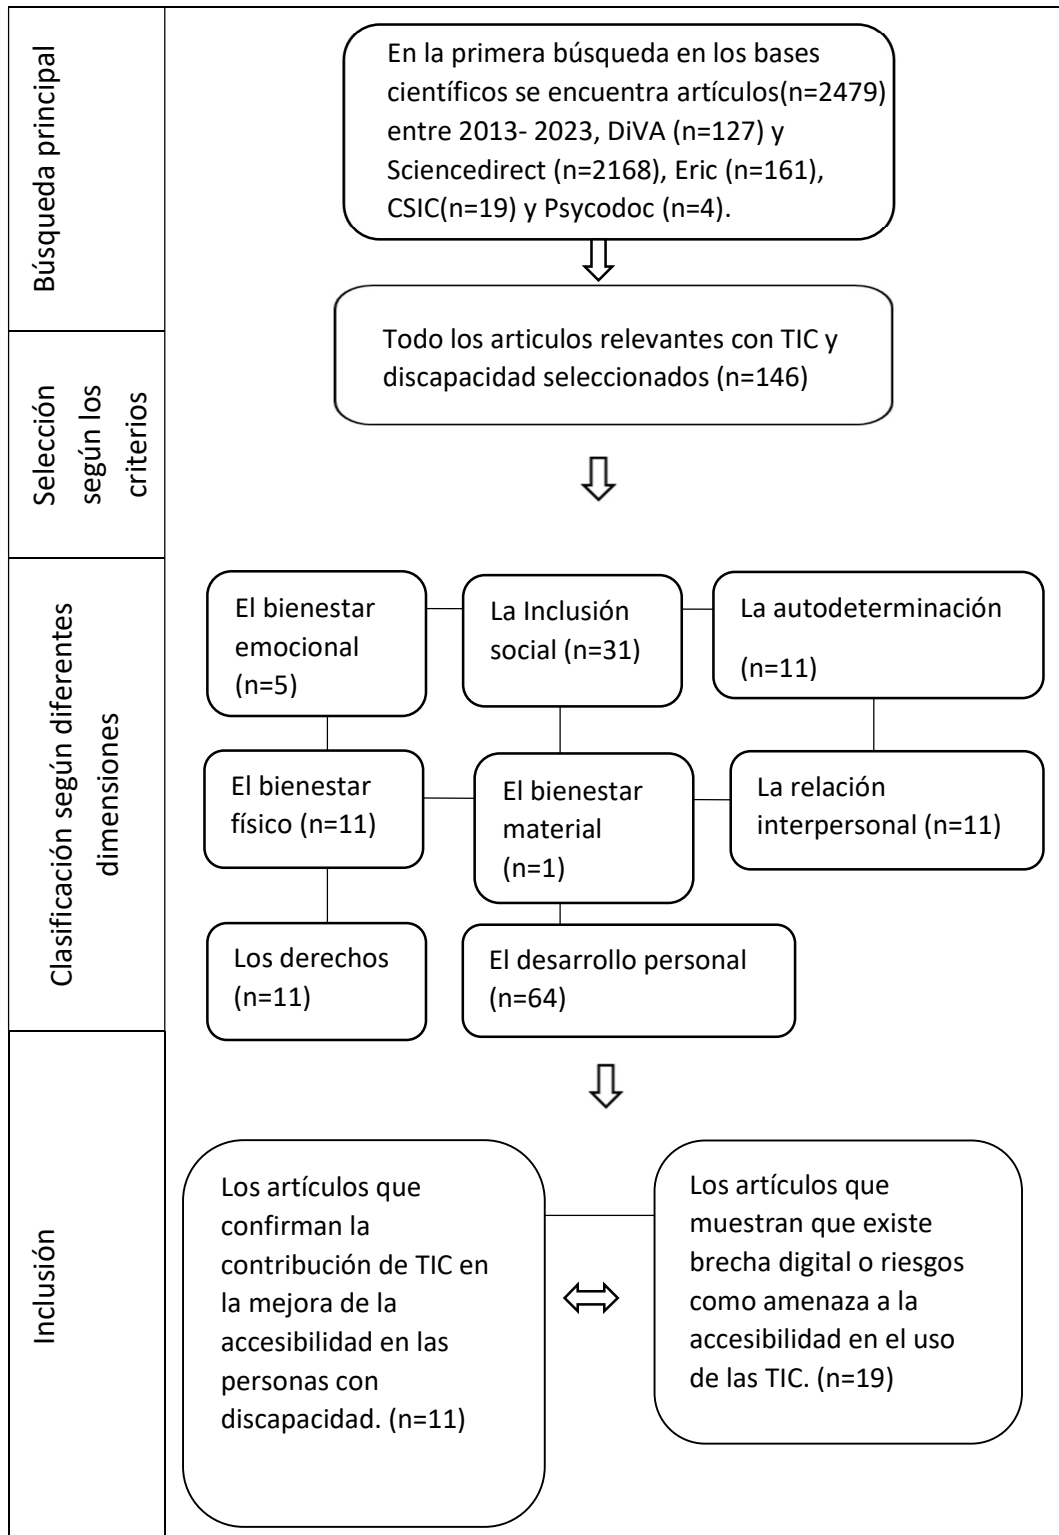 Búsqueda principal
En la primera búsqueda en los bases
científicos se encuentra artículos(n=2479)
entre 2013- 2023, DiVA (n=127) y
Sciencedirect (n=2168), Eric (n=161),
CSIC(n=19) y Psycodoc (n=4).
Selección
según los
criterios
Todo los articulos relevantes con TIC y
discapacidad seleccionados (n=146)
Clasificación según diferentes
dimensiones
El bienestar
emocional
(n=5)
La Inclusión
social (n=31)
La autodeterminación
(n=11)
El bienestar
físico (n=11)
El bienestar
material
(n=1)
La relación
interpersonal (n=11)
Los derechos
(n=11)
El desarrollo personal
(n=64)
Inclusión
Los artículos que
confirman la
contribución de TIC en
la mejora de la
accesibilidad en las
personas con
discapacidad. (n=11)
Los artículos que
muestran que existe
brecha digital o riesgos
como amenaza a la
accesibilidad en el uso
de las TIC. (n=19)